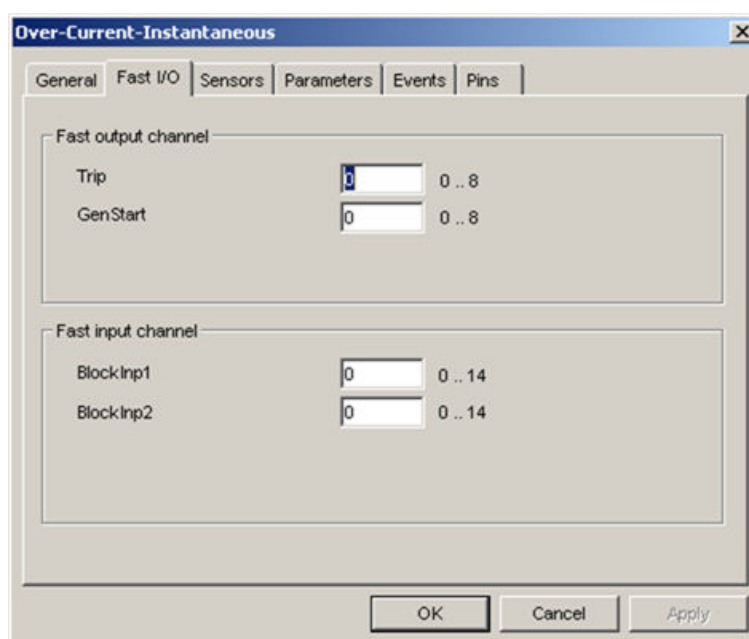 Over-Current-Instantaneous
General Fast I/O Sensors Parameters Events Pins
Fast output channel
Trip 0 0 .. 8
GenStart 0 0 .. 8
Fast input channel
BlockInp1 0 0 .. 14
BlockInp2 0 0 .. 14
OK Cancel Apply